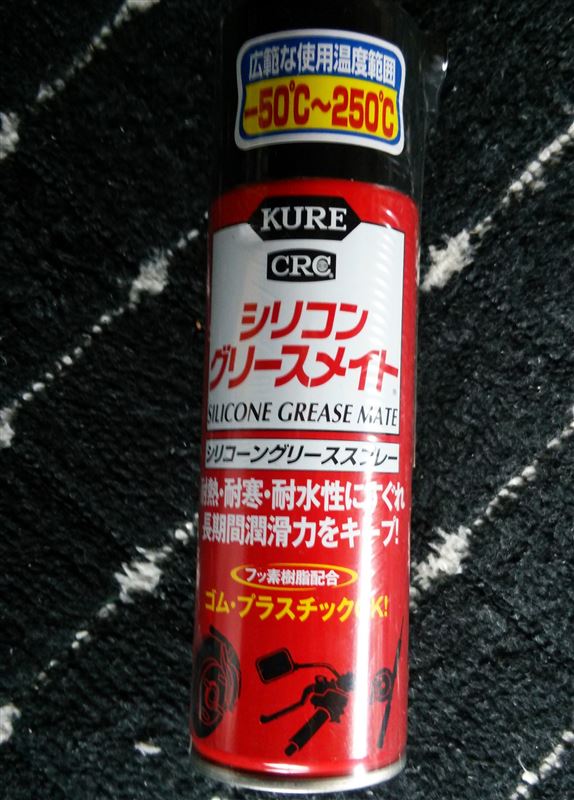 広範な使用温度範囲
-50℃~250℃
KURE
CRC
シリコン
グリースメイト
SILICONE GREASE MATE
シリコーングリーススプレー
耐熱・耐寒・耐水性にすぐれ
長期間潤滑力をキープ!
フッ素樹脂配合
ゴム・プラスチックOK!